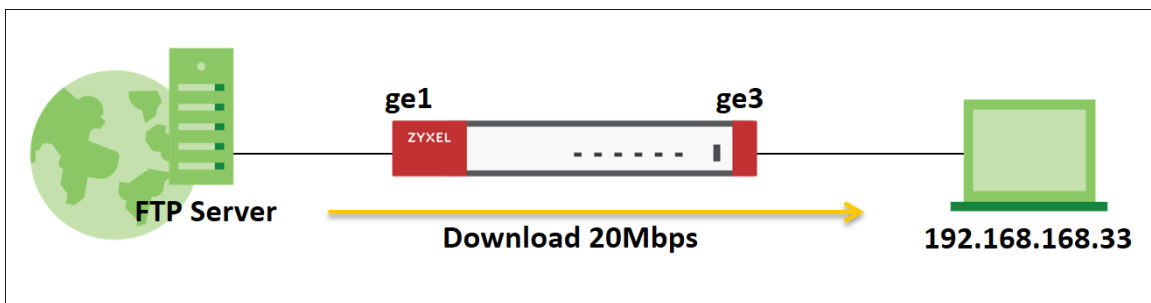 ge1
ge3
ZYXEL
FTP Server
Download 20Mbps
192.168.168.33